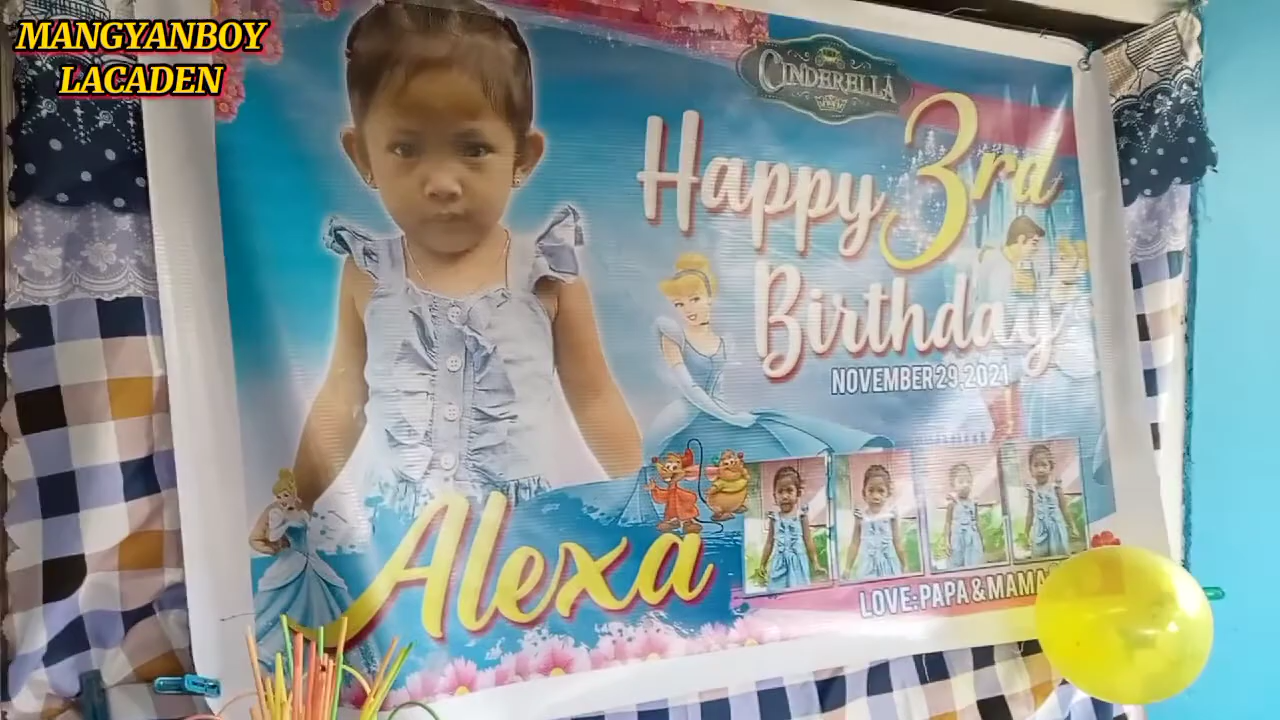 MANGYANBOY
LACADEN
CINDERELLA
Happy 3rd
Birthday
NOVEMBER 29, 2021
Alexa
LOVE: PAPA & MAMA